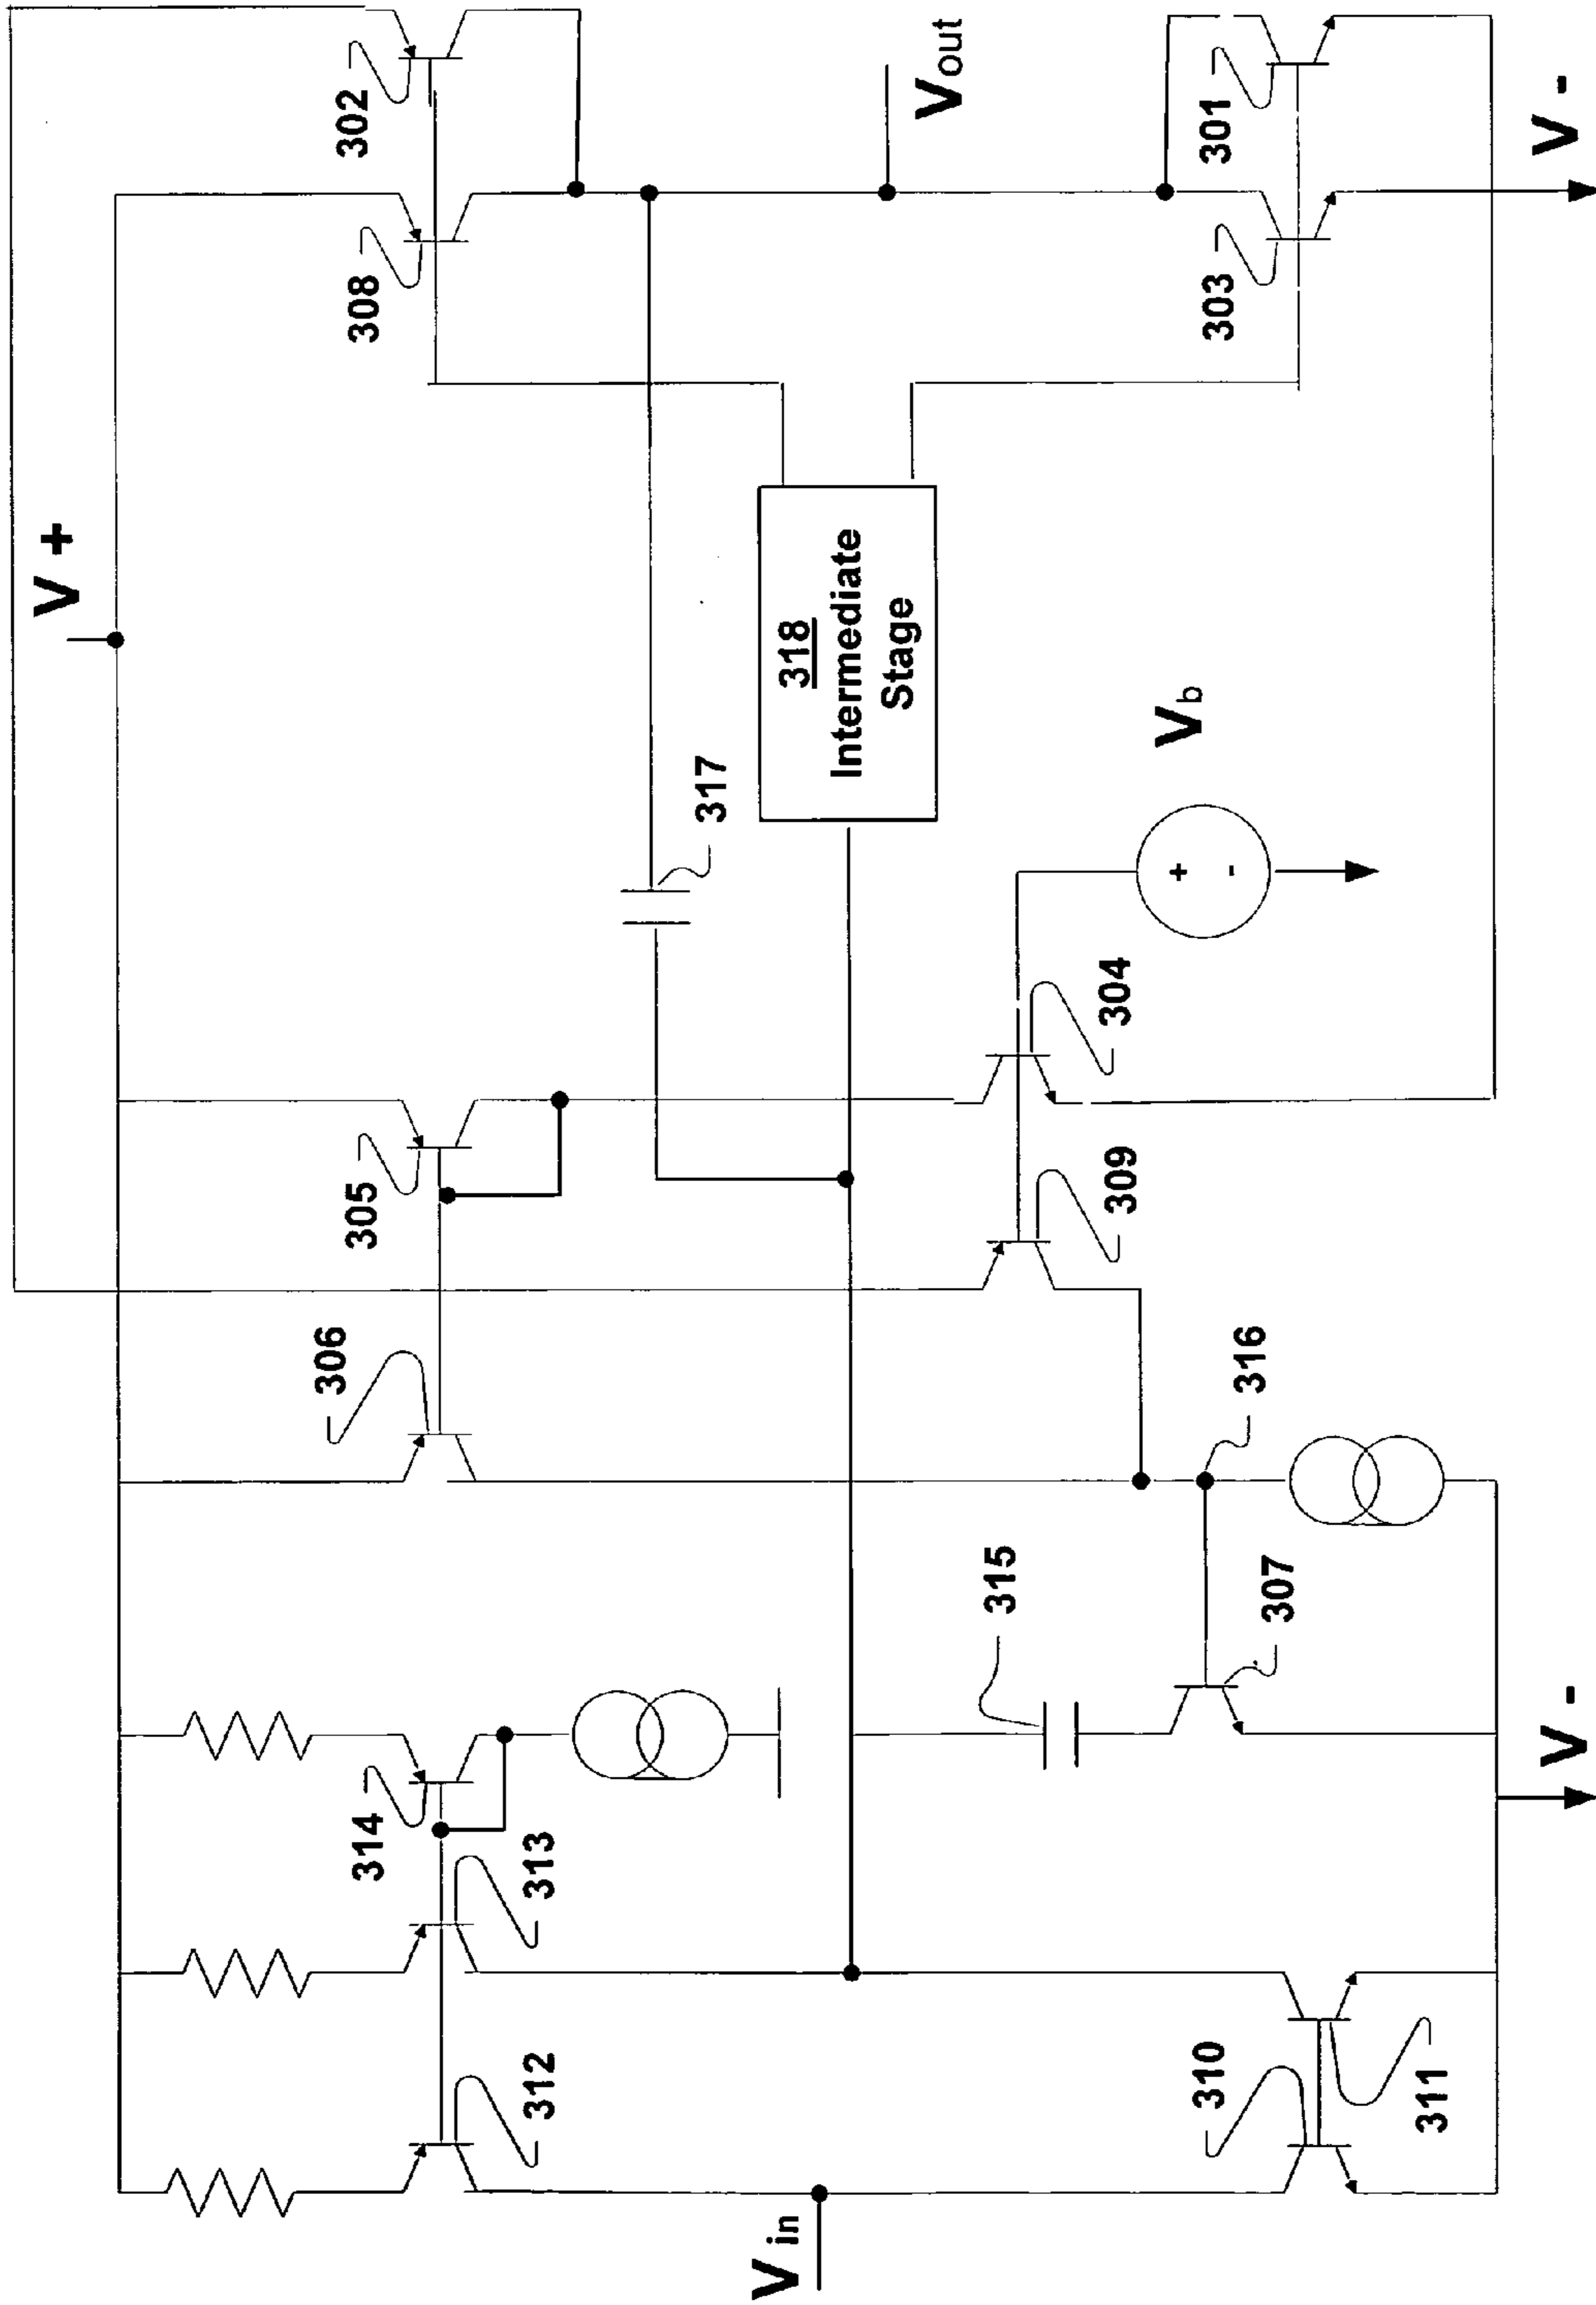 V +
302
308
314
306
305
312
313
317
318
Intermediate
Stage
Vin
Vout
315
304
309
Vb
310
311
307
316
303
301
V -
V -
+
-